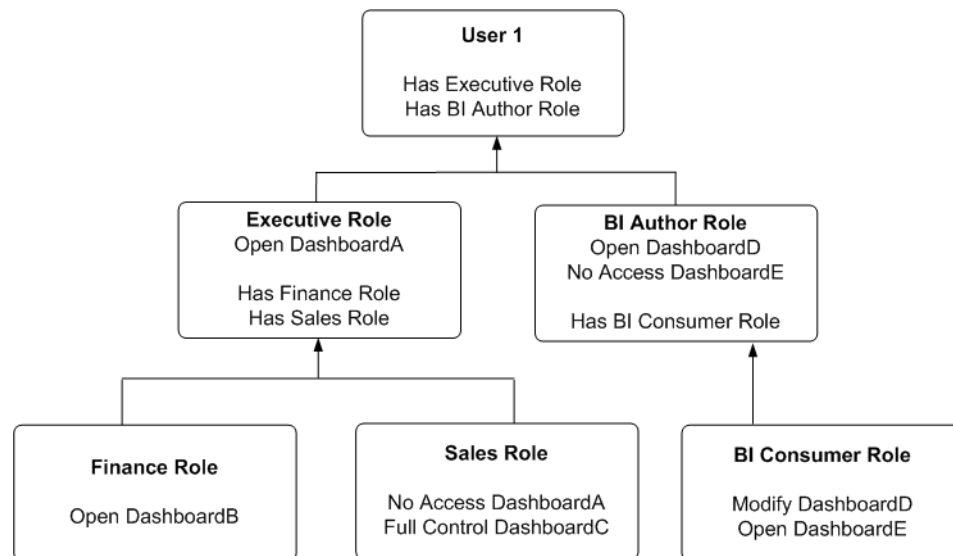 User 1
Has Executive Role
Has BI Author Role
Executive Role
Open DashboardA
Has Finance Role
Has Sales Role
BI Author Role
Open DashboardD
No Access DashboardE
Has BI Consumer Role
Finance Role
Open DashboardB
Sales Role
No Access DashboardA
Full Control DashboardC
BI Consumer Role
Modify DashboardD
Open DashboardE